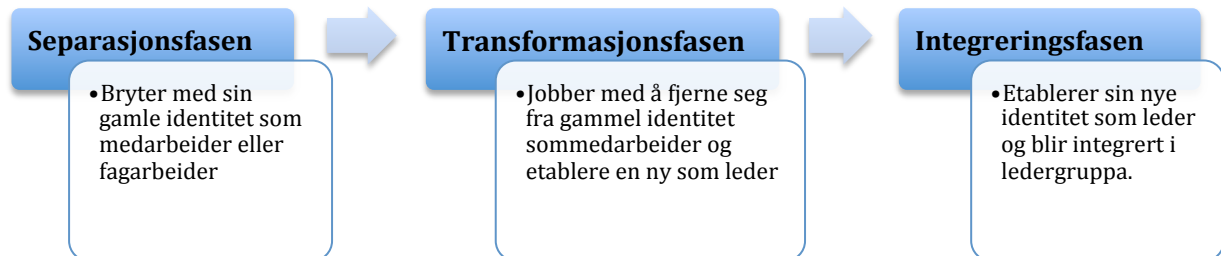 Separasjonsfasen
•Bryter med sin
gamle identitet som
medarbeider eller
fagarbeider
Transformasjonsfasen
•Jobber med å fjerne seg
fra gammel identitet
sommedarbeider og
etablere en ny som leder
Integreringsfasen
•Etablerer sin nye
identitet som leder
og blir integrert i
ledergruppa.